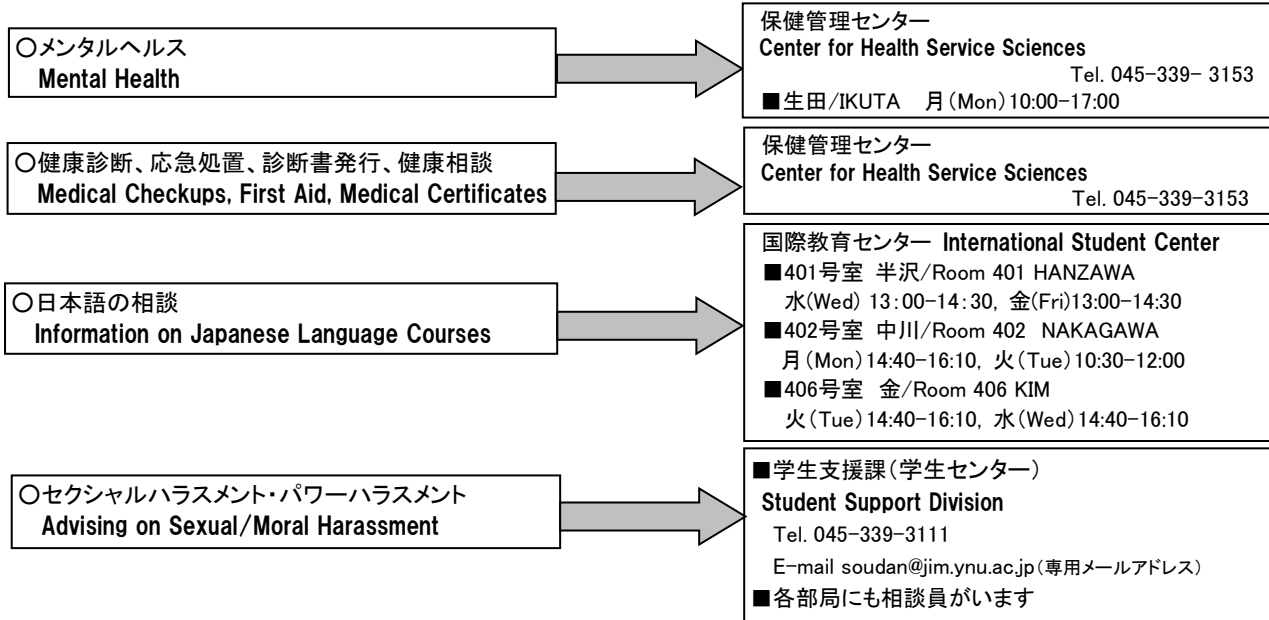 ○メンタルヘルス
Mental Health
保健管理センター
Center for Health Service Sciences
Tel. 045-339- 3153
■生田/IKUTA 月(Mon)10:00-17:00
○健康診断、応急処置、診断書発行、健康相談
Medical Checkups, First Aid, Medical Certificates
保健管理センター
Center for Health Service Sciences
Tel. 045-339-3153
○日本語の相談
Information on Japanese Language Courses
国際教育センター International Student Center
■401号室 半沢/Room 401 HANZAWA
水(Wed) 13:00-14:30, 金(Fri)13:00-14:30
■402号室 中川/Room 402 NAKAGAWA
月(Mon)14:40-16:10, 火(Tue)10:30-12:00
■406号室 金/Room 406 KIM
火(Tue)14:40-16:10, 水(Wed)14:40-16:10
○セクシャルハラスメント・パワーハラスメント
Advising on Sexual/Moral Harassment
■学生支援課(学生センター)
Student Support Division
Tel. 045-339-3111
E-mail soudan@jim.ynu.ac.jp(専用メールアドレス)
■各部局にも相談員がいます